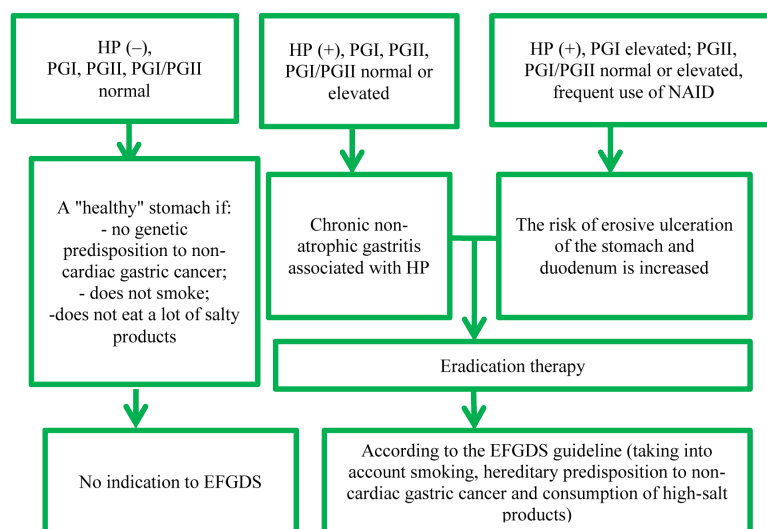 HP (–),
PGI, PGII, PGI/PGII
normal
HP (+), PGI, PGII,
PGI/PGII normal or
elevated
HP (+), PGI elevated; PGII,
PGI/PGII normal or elevated,
frequent use of NAID
A "healthy" stomach if:
- no genetic
predisposition to non-
cardiac gastric cancer;
- does not smoke;
-does not eat a lot of salty
products
Chronic non-
atrophic gastritis
associated with HP
The risk of erosive ulceration
of the stomach and
duodenum is increased
Eradication therapy
No indication to EFGDS
According to the EFGDS guideline (taking into
account smoking, hereditary predisposition to non-
cardiac gastric cancer and consumption of high-salt
products)